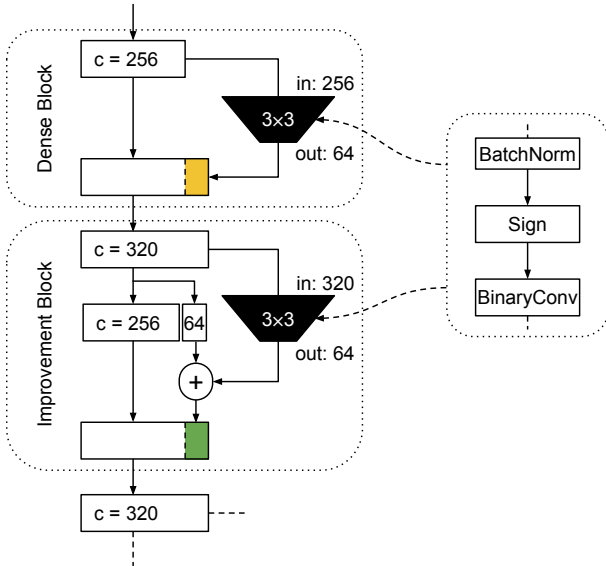 Dense Block
c = 256
in: 256
3×3
out: 64
Improvement Block
c = 320
in: 320
c = 256
64
3×3
out: 64
+
c = 320
BatchNorm
Sign
BinaryConv